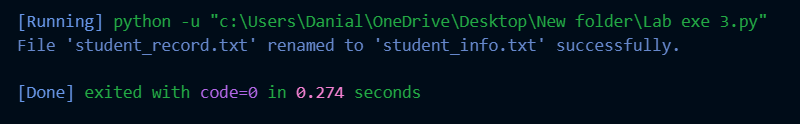 [Running] python -u "c:\Users\Danial\OneDrive\Desktop\New folder\Lab exe 3.py"
File 'student_record.txt' renamed to 'student_info.txt' successfully.
[Done] exited with code=0 in 0.274 seconds